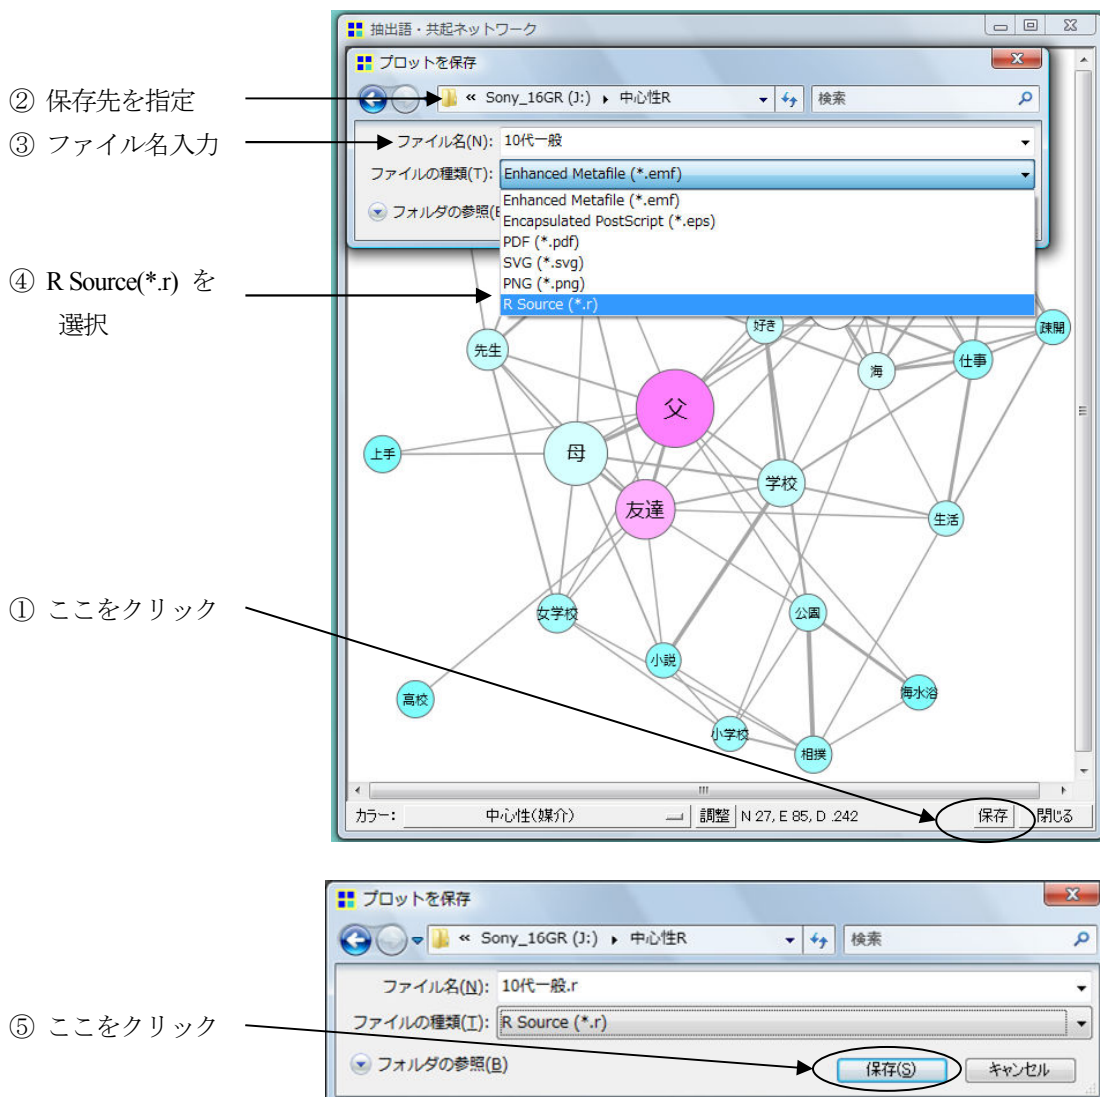 抽出語・共起ネットワーク
プロットを保存
② 保存先を指定
« Sony_16GR (J:) ▸ 中心性R
検索
③ ファイル名入力
ファイル名(N): 10代一般
ファイルの種類(T): Enhanced Metafile (*.emf)
Enhanced Metafile (*.emf)
フォルダの参照(
Encapsulated PostScript (*.eps)
PDF (*.pdf)
SVG (*.svg)
④ R Source(*.r) を
選択
PNG (*.png)
R Source (*.r)
好き
疎開
先生
海
仕事
父
上手
母
学校
友達
生活
① ここをクリック
女学校
公園
小説
高校
海水浴
小学校
相撲
カラー: 中心性(媒介) 調整 N 27, E 85, D .242 保存 閉じる
プロットを保存
« Sony_16GR (J:) ▸ 中心性R
検索
ファイル名(N): 10代一般.r
⑤ ここをクリック
ファイルの種類(T): R Source (*.r)
フォルダの参照(B) 保存(S) キャンセル